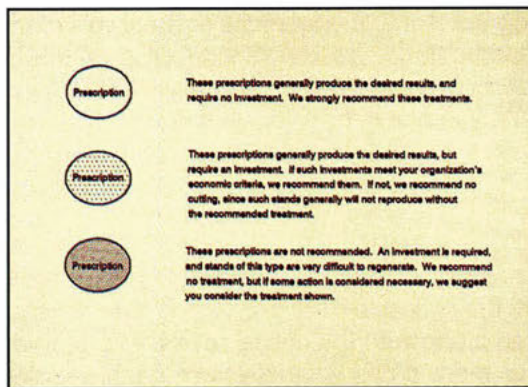 Prescription
These prescriptions generally produce the desired results, and
require no investment. We strongly recommend these treatments.
Prescription
These prescriptions generally produce the desired results, but
require an investment. If such investments meet your organization's
economic criteria, we recommend them. If not, we recommend no
cutting, since such stands generally will not reproduce without
the recommended treatment.
Prescription
These prescriptions are not recommended. An investment is required,
and stands of this type are very difficult to regenerate. We recommend
no treatment, but if some action is considered necessary, we suggest
you consider the treatment shown.